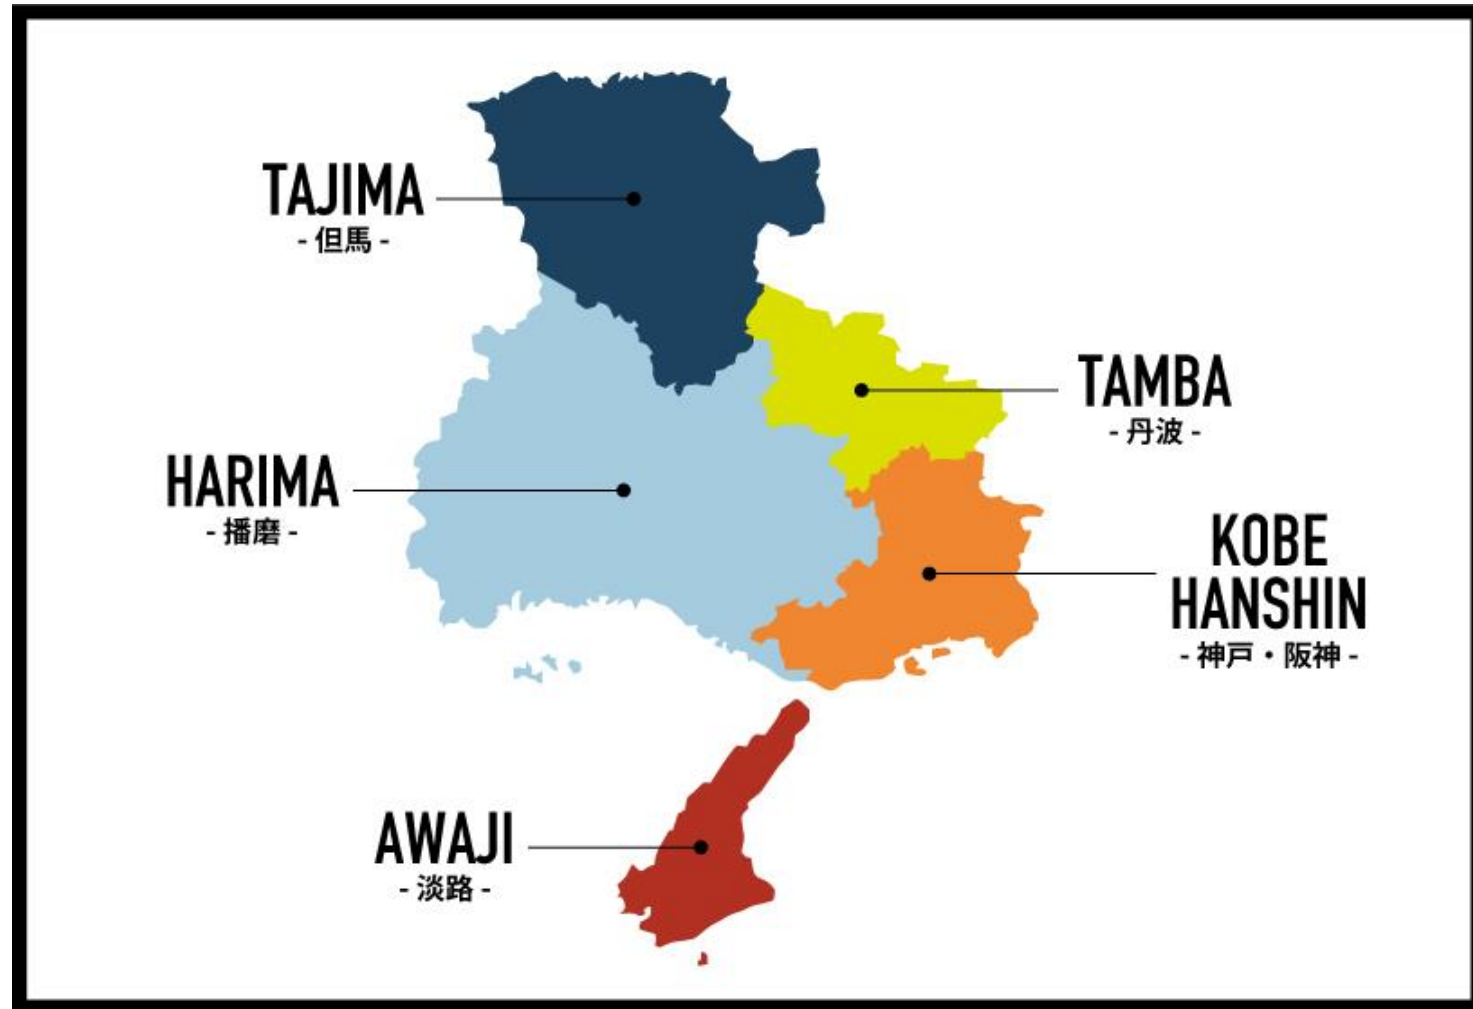 TAJIMA
- 但馬 -
TAMBA
- 丹波 -
HARIMA
- 播磨 -
KOBE
HANSHIN
- 神戸・阪神 -
AWAJI
- 淡路 -